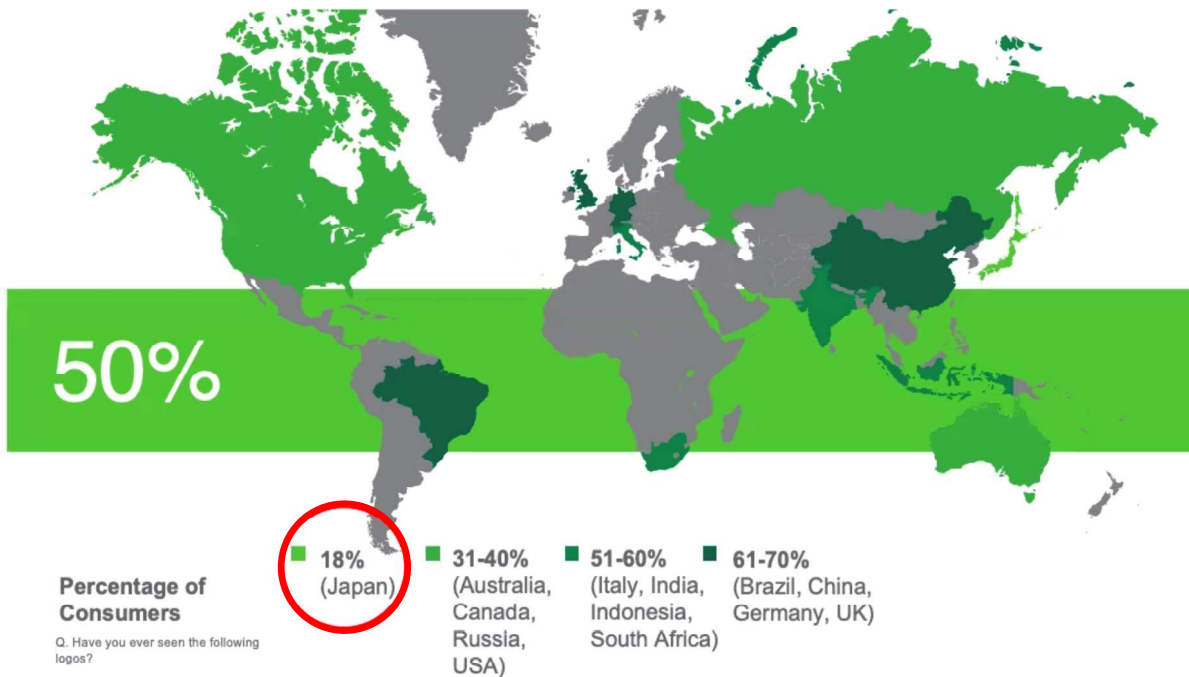 50%
Percentage of
Consumers
Q. Have you ever seen the following
logos?
18%
(Japan)
31-40%
(Australia,
Canada,
Russia,
USA)
51-60%
(Italy, India,
Indonesia,
South Africa)
61-70%
(Brazil, China,
Germany, UK)